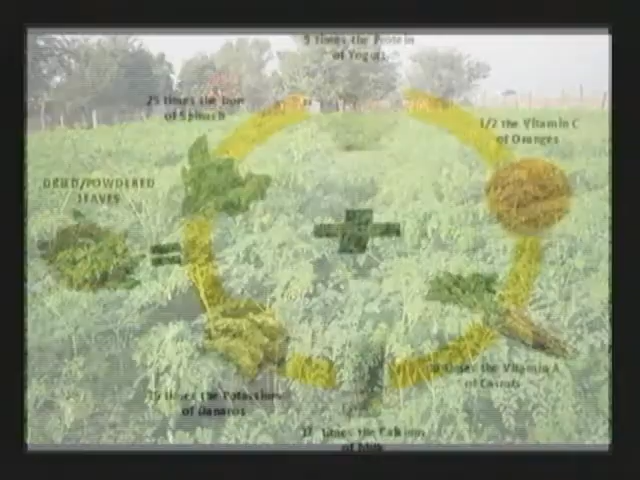 9 times the Protein
of Yogurt
25 times the Iron
of Spinach
1/2 the Vitamin C
of Oranges
DRIED/POWDERED
LEAVES
=
+
times the Vitamin A
of Carrots
15 times the Potassium
of Bananas
17 times the Calcium
of Milk